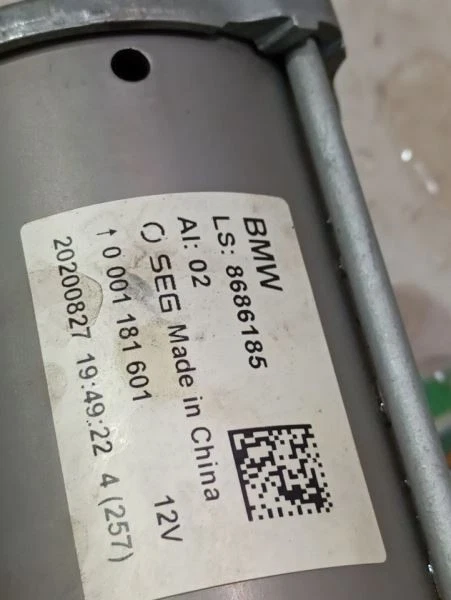 BMW
LS: 8686185
AI: 02
SEG Made in China
↑ 0 001 181 601 12V
20200827 19:49:22 4 (257)